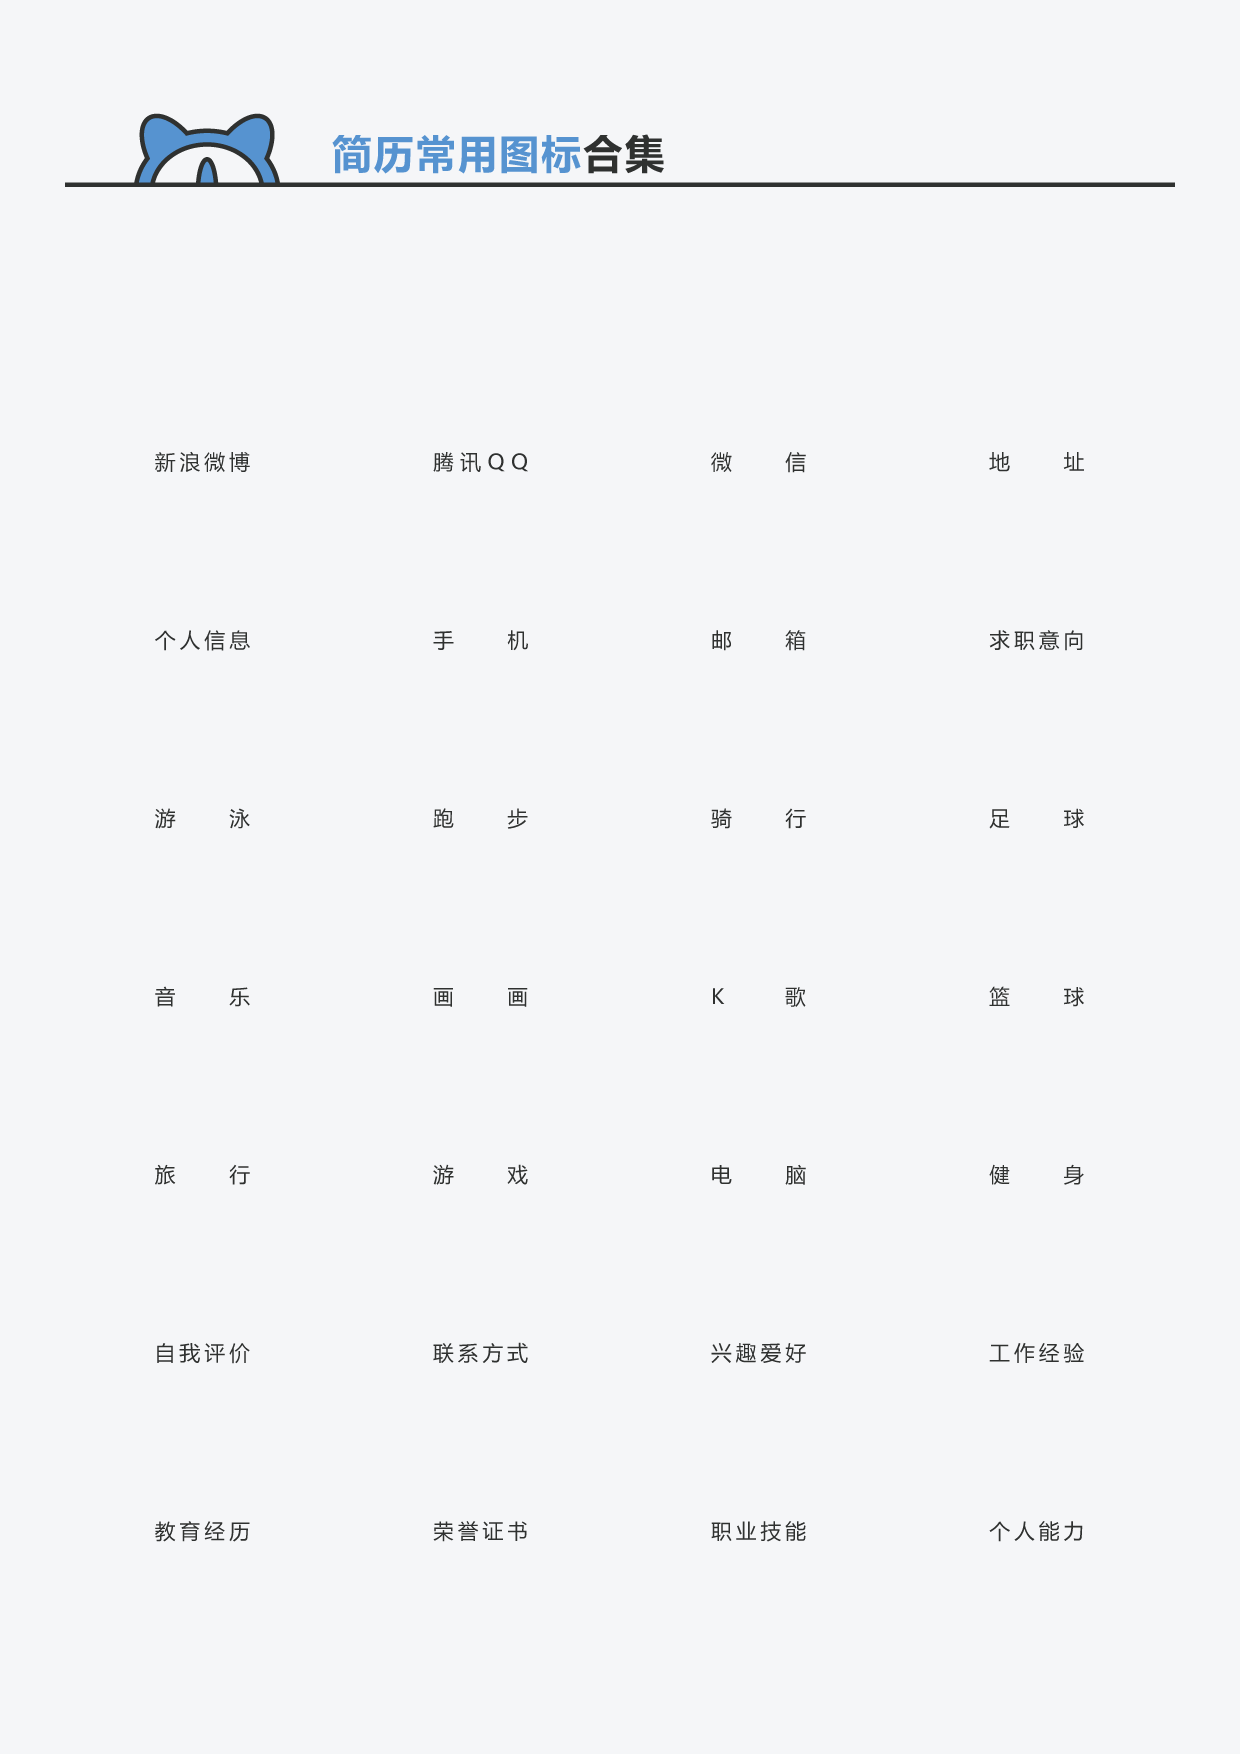 简历常用图标合集
新浪微博 腾讯QQ 微 信 地 址
个人信息 手 机 邮 箱 求职意向
游 泳 跑 步 骑 行 足 球
音 乐 画 画 K 歌 篮 球
旅 行 游 戏 电 脑 健 身
自我评价 联系方式 兴趣爱好 工作经验
教育经历 荣誉证书 职业技能 个人能力